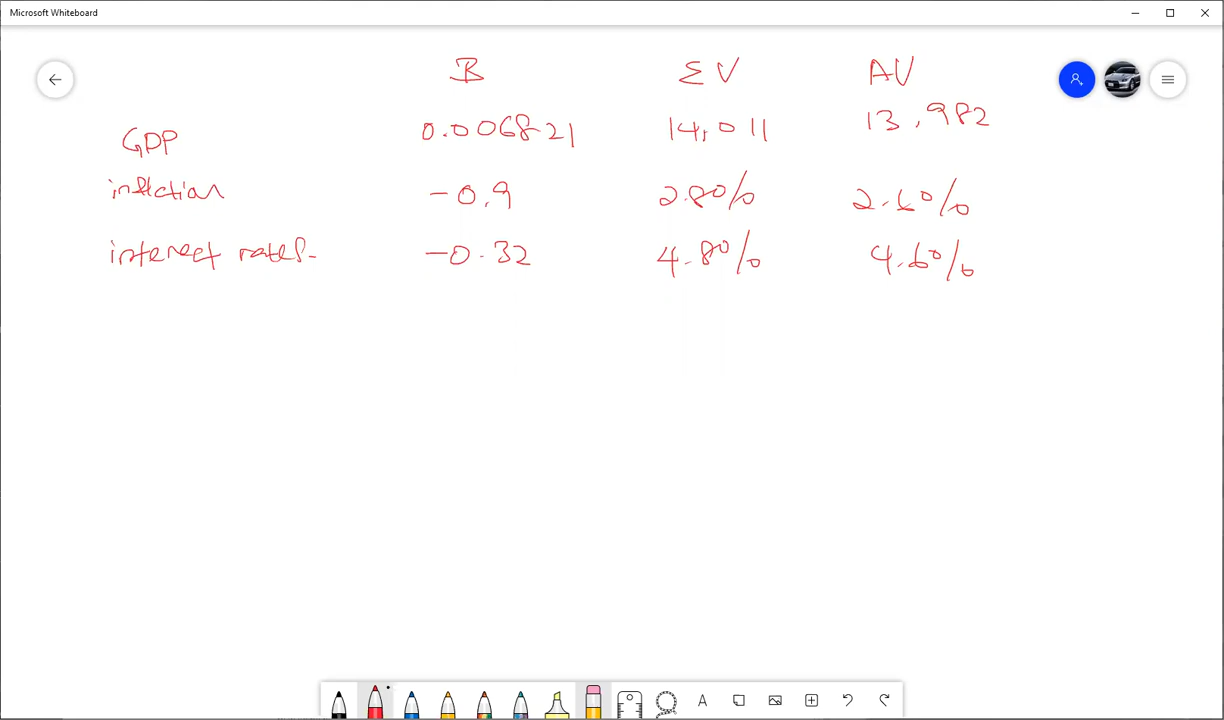 Microsoft Whiteboard
B EV AV
GDP 0.006821 14,011 13,982
inflation -0.9 2.80% 2.60%
interect rates. -0.32 4.80% 4.60%
A